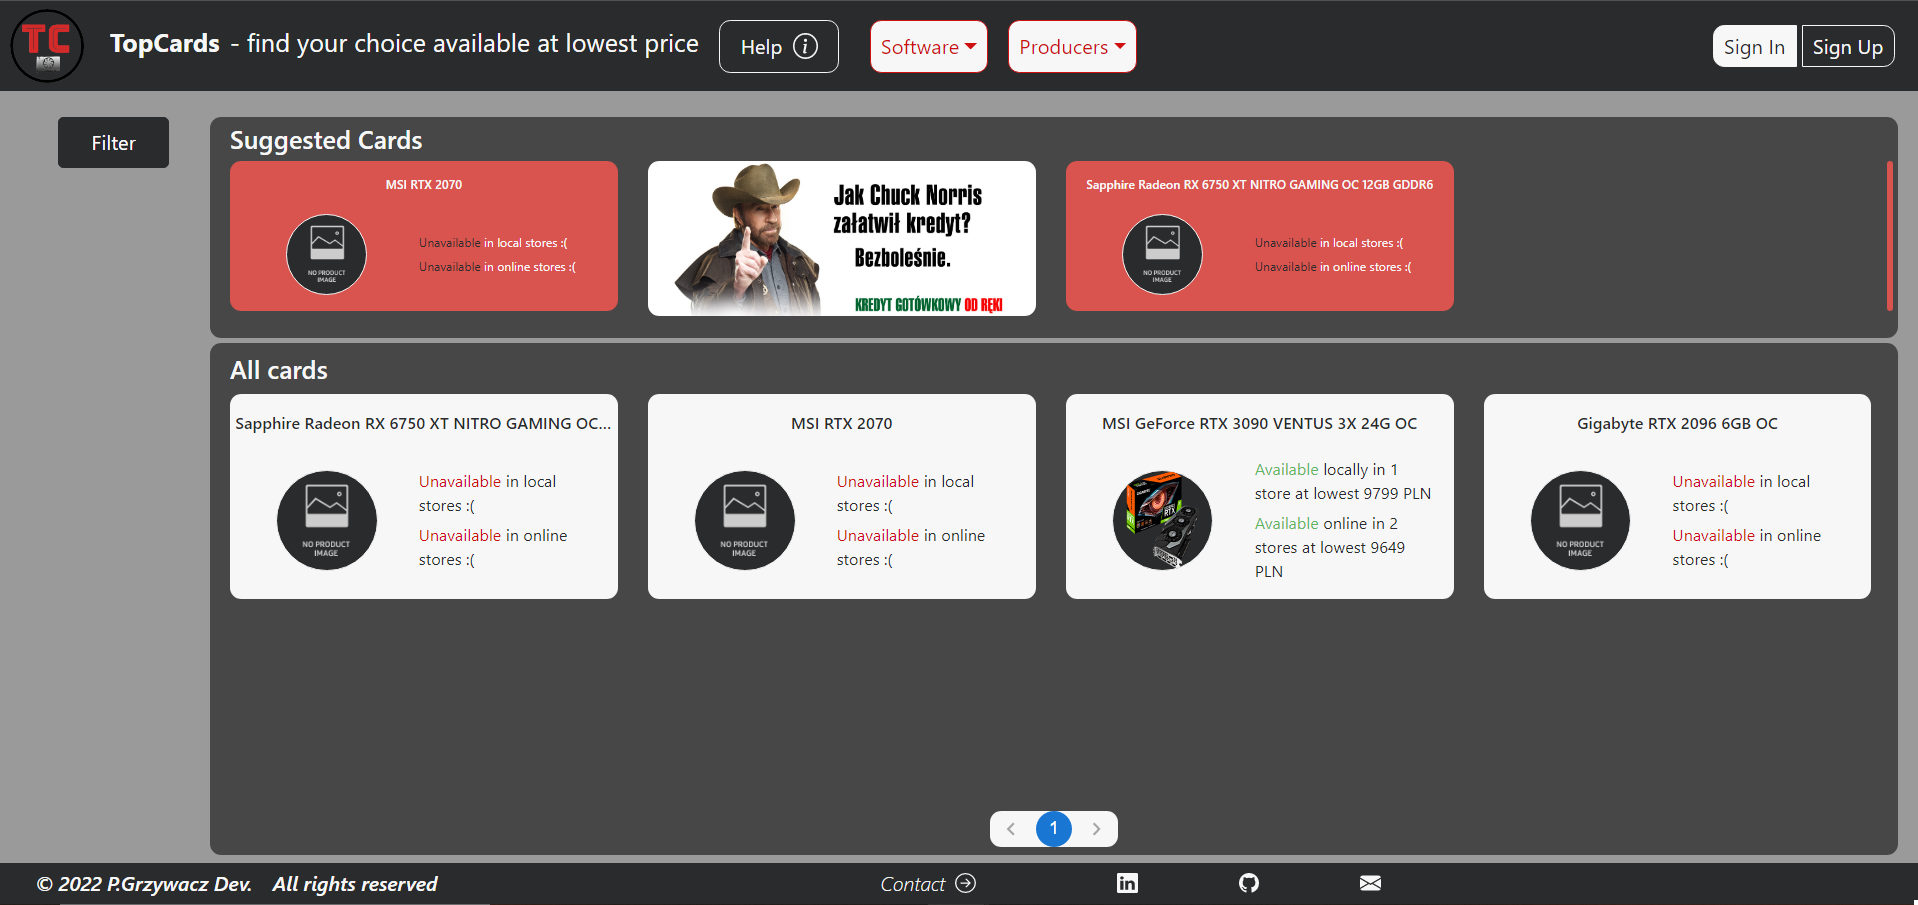 TC
TopCards - find your choice available at lowest price
Help
Software
Producers
Sign In
Sign Up
Filter
Suggested Cards
MSI RTX 2070
NO PRODUCT
IMAGE
Unavailable in local stores :(
Unavailable in online stores :(
Jak Chuck Norris
załatwił kredyt?
Bezboleśnie.
KREDYT GOTÓWKOWY OD RĘKI
Sapphire Radeon RX 6750 XT NITRO GAMING OC 12GB GDDR6
NO PRODUCT
IMAGE
Unavailable in local stores :(
Unavailable in online stores :(
All cards
Sapphire Radeon RX 6750 XT NITRO GAMING OC...
NO PRODUCT
IMAGE
Unavailable in local
stores :(
Unavailable in online
stores :(
MSI RTX 2070
NO PRODUCT
IMAGE
Unavailable in local
stores :(
Unavailable in online
stores :(
MSI GeForce RTX 3090 VENTUS 3X 24G OC
RTX
Available locally in 1
store at lowest 9799 PLN
Available online in 2
stores at lowest 9649
PLN
Gigabyte RTX 2096 6GB OC
NO PRODUCT
IMAGE
Unavailable in local
stores :(
Unavailable in online
stores :(
1
© 2022 P.Grzywacz Dev. All rights reserved
Contact
in